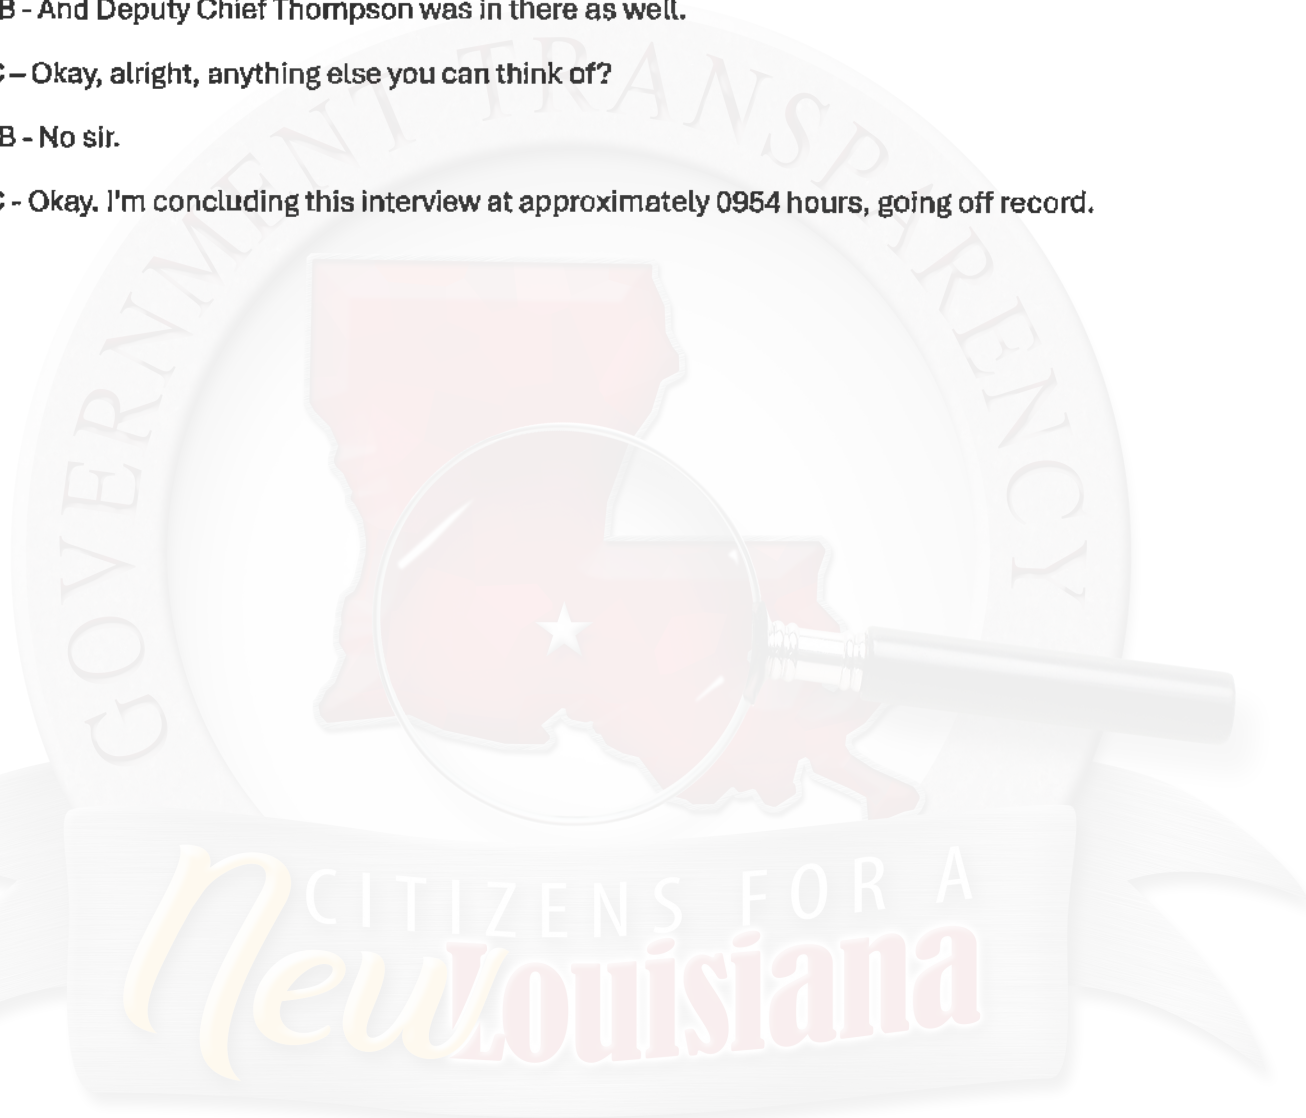 B - And Deputy Chief Thompson was in there as well.
C – Okay, alright, anything else you can think of?
B - No sir.
C - Okay. I'm concluding this interview at approximately 0954 hours, going off record.
GOVERNMENT TRANSPARENCY
CITIZENS FOR A
New Louisiana